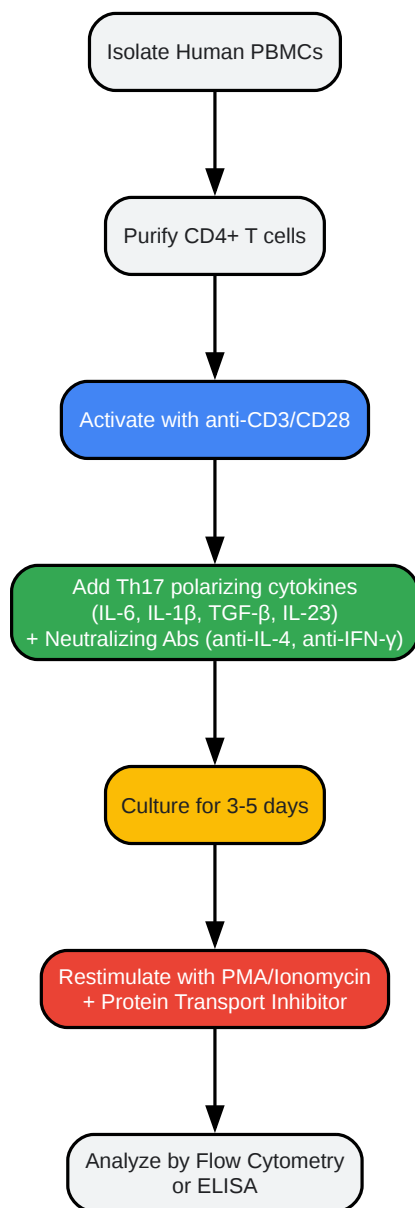 Isolate Human PBMCs
Purify CD4+ T cells
Activate with anti-CD3/CD28
Add Th17 polarizing cytokines
(IL-6, IL-1β, TGF-β, IL-23)
+ Neutralizing Abs (anti-IL-4, anti-IFN-γ)
Culture for 3-5 days
Restimulate with PMA/Ionomycin
+ Protein Transport Inhibitor
Analyze by Flow Cytometry
or ELISA